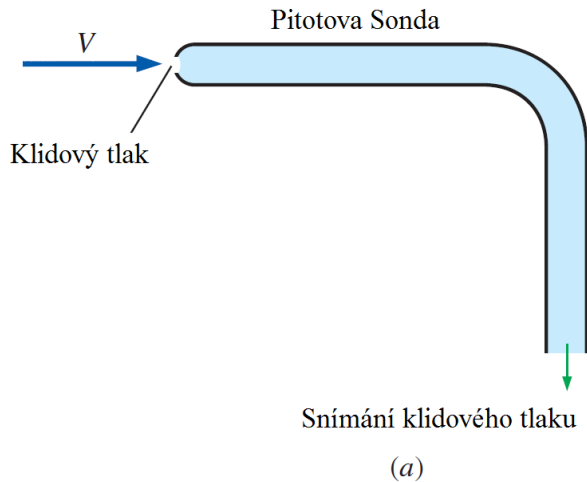 Pitotova Sonda
V
Klidový tlak
Snímání klidového tlaku
(a)